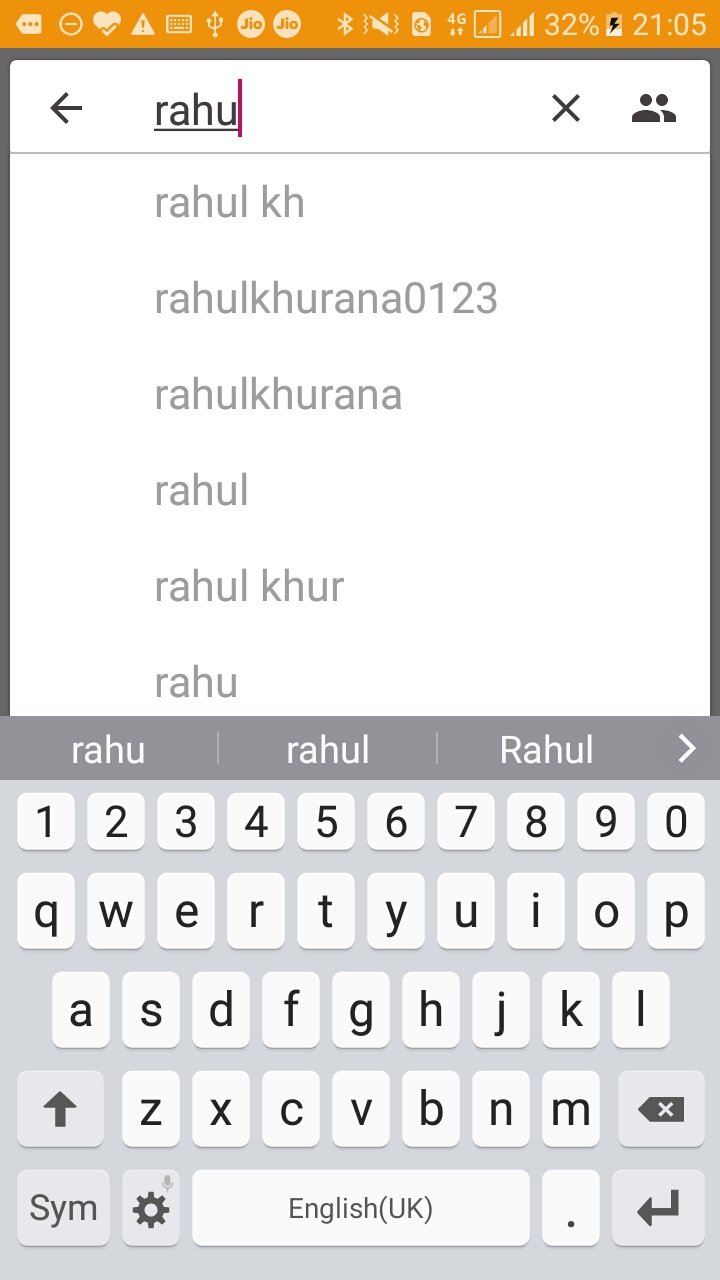 Jio Jio 4G 32% 21:05
rahu
rahul kh
rahulkhurana0123
rahulkhurana
rahul
rahul khur
rahu
rahu rahul Rahul
1 2 3 4 5 6 7 8 9 0
q w e r t y u i o p
a s d f g h j k l
z x c v b n m
Sym English(UK) .